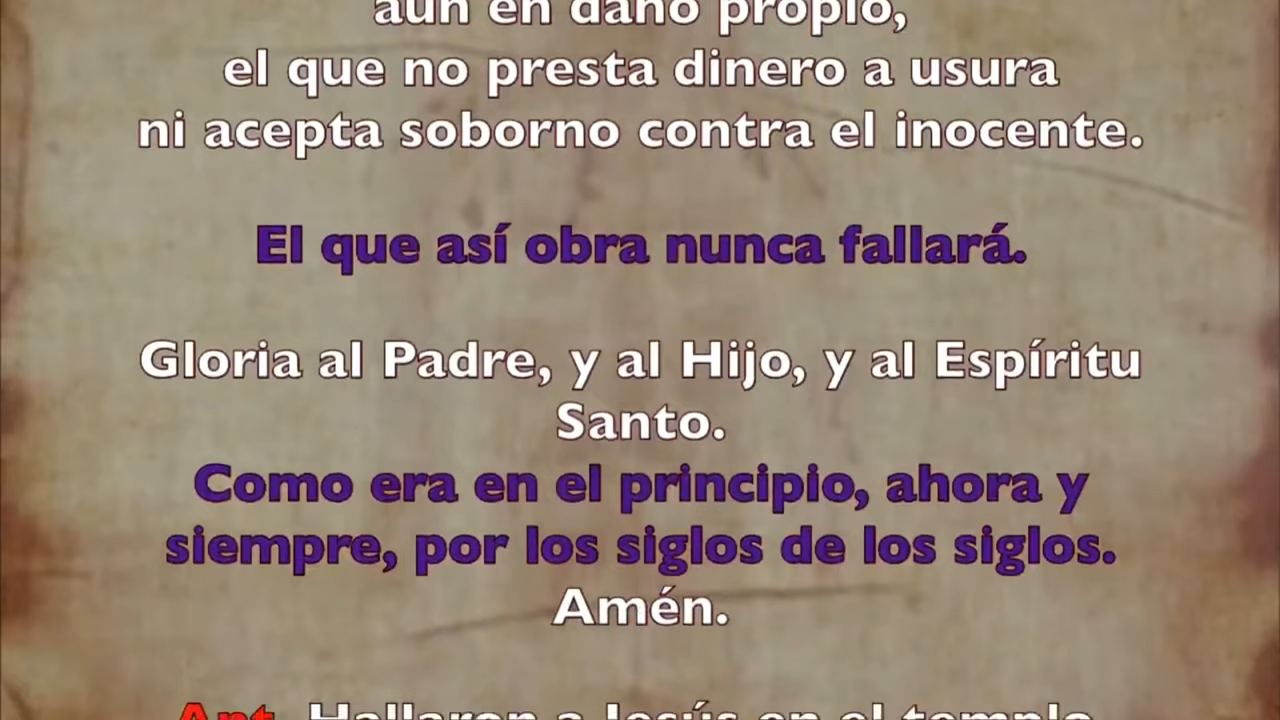 aun en daño propio,
el que no presta dinero a usura
ni acepta soborno contra el inocente.
El que así obra nunca fallará.
Gloria al Padre, y al Hijo, y al Espíritu
Santo.
Como era en el principio, ahora y
siempre, por los siglos de los siglos.
Amén.
Ant. Hallaron a Jesús en el templo